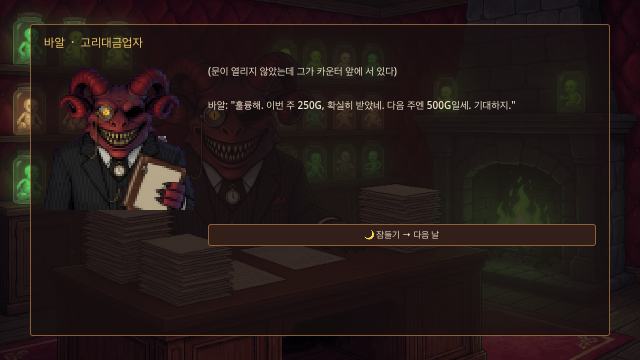 바알 · 고리대금업자
(문이 열리지 않았는데 그가 카운터 앞에 서 있다)
바알: "훌륭해. 이번 주 250G, 확실히 받았네. 다음 주엔 500G일세. 기대하지."
🌙 잠들기 → 다음 날